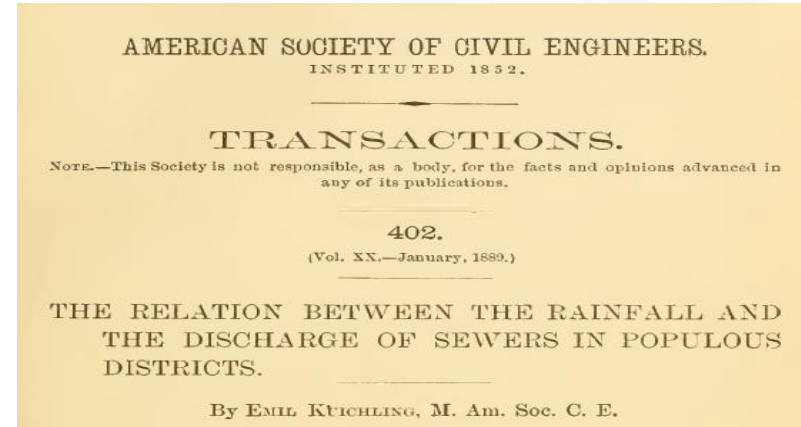 AMERICAN SOCIETY OF CIVIL ENGINEERS.
INSTITUTED 1852.
TRANSACTIONS.
NOTE.—This Society is not responsible, as a body, for the facts and opinions advanced in
any of its publications.
402.
(Vol. XX.—January, 1889.)
THE RELATION BETWEEN THE RAINFALL AND
THE DISCHARGE OF SEWERS IN POPULOUS
DISTRICTS.
By EMIL KUICHLING, M. Am. Soc. C. E.